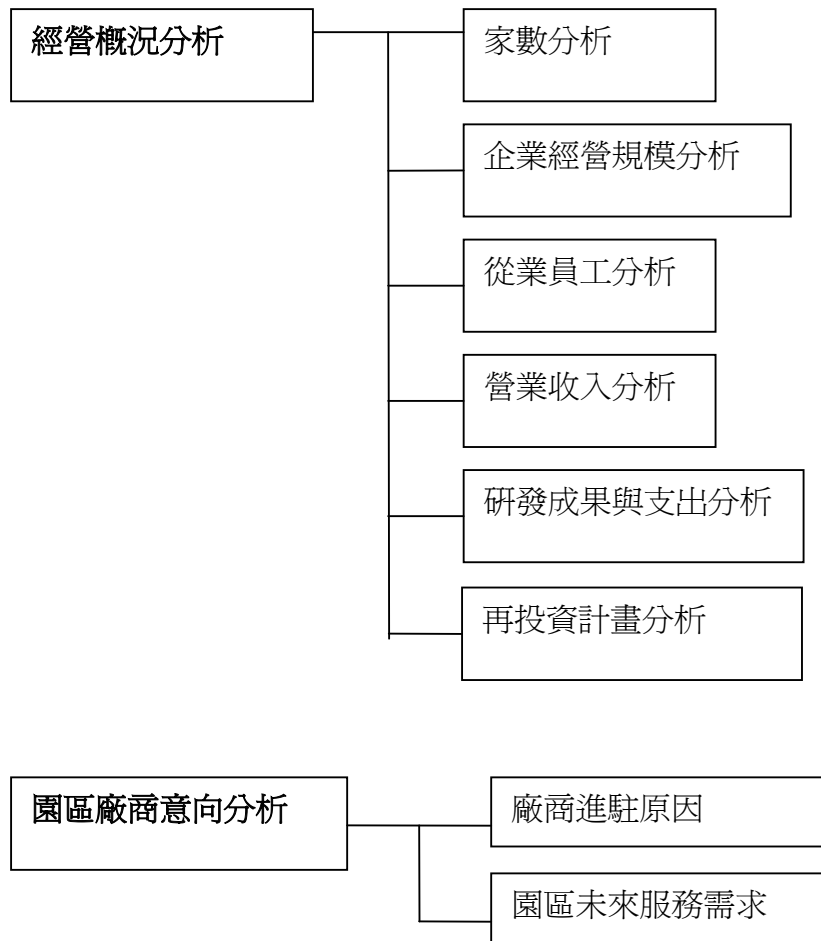 經營概況分析
家數分析
企業經營規模分析
從業員工分析
營業收入分析
研發成果與支出分析
再投資計畫分析
園區廠商意向分析
廠商進駐原因
園區未來服務需求